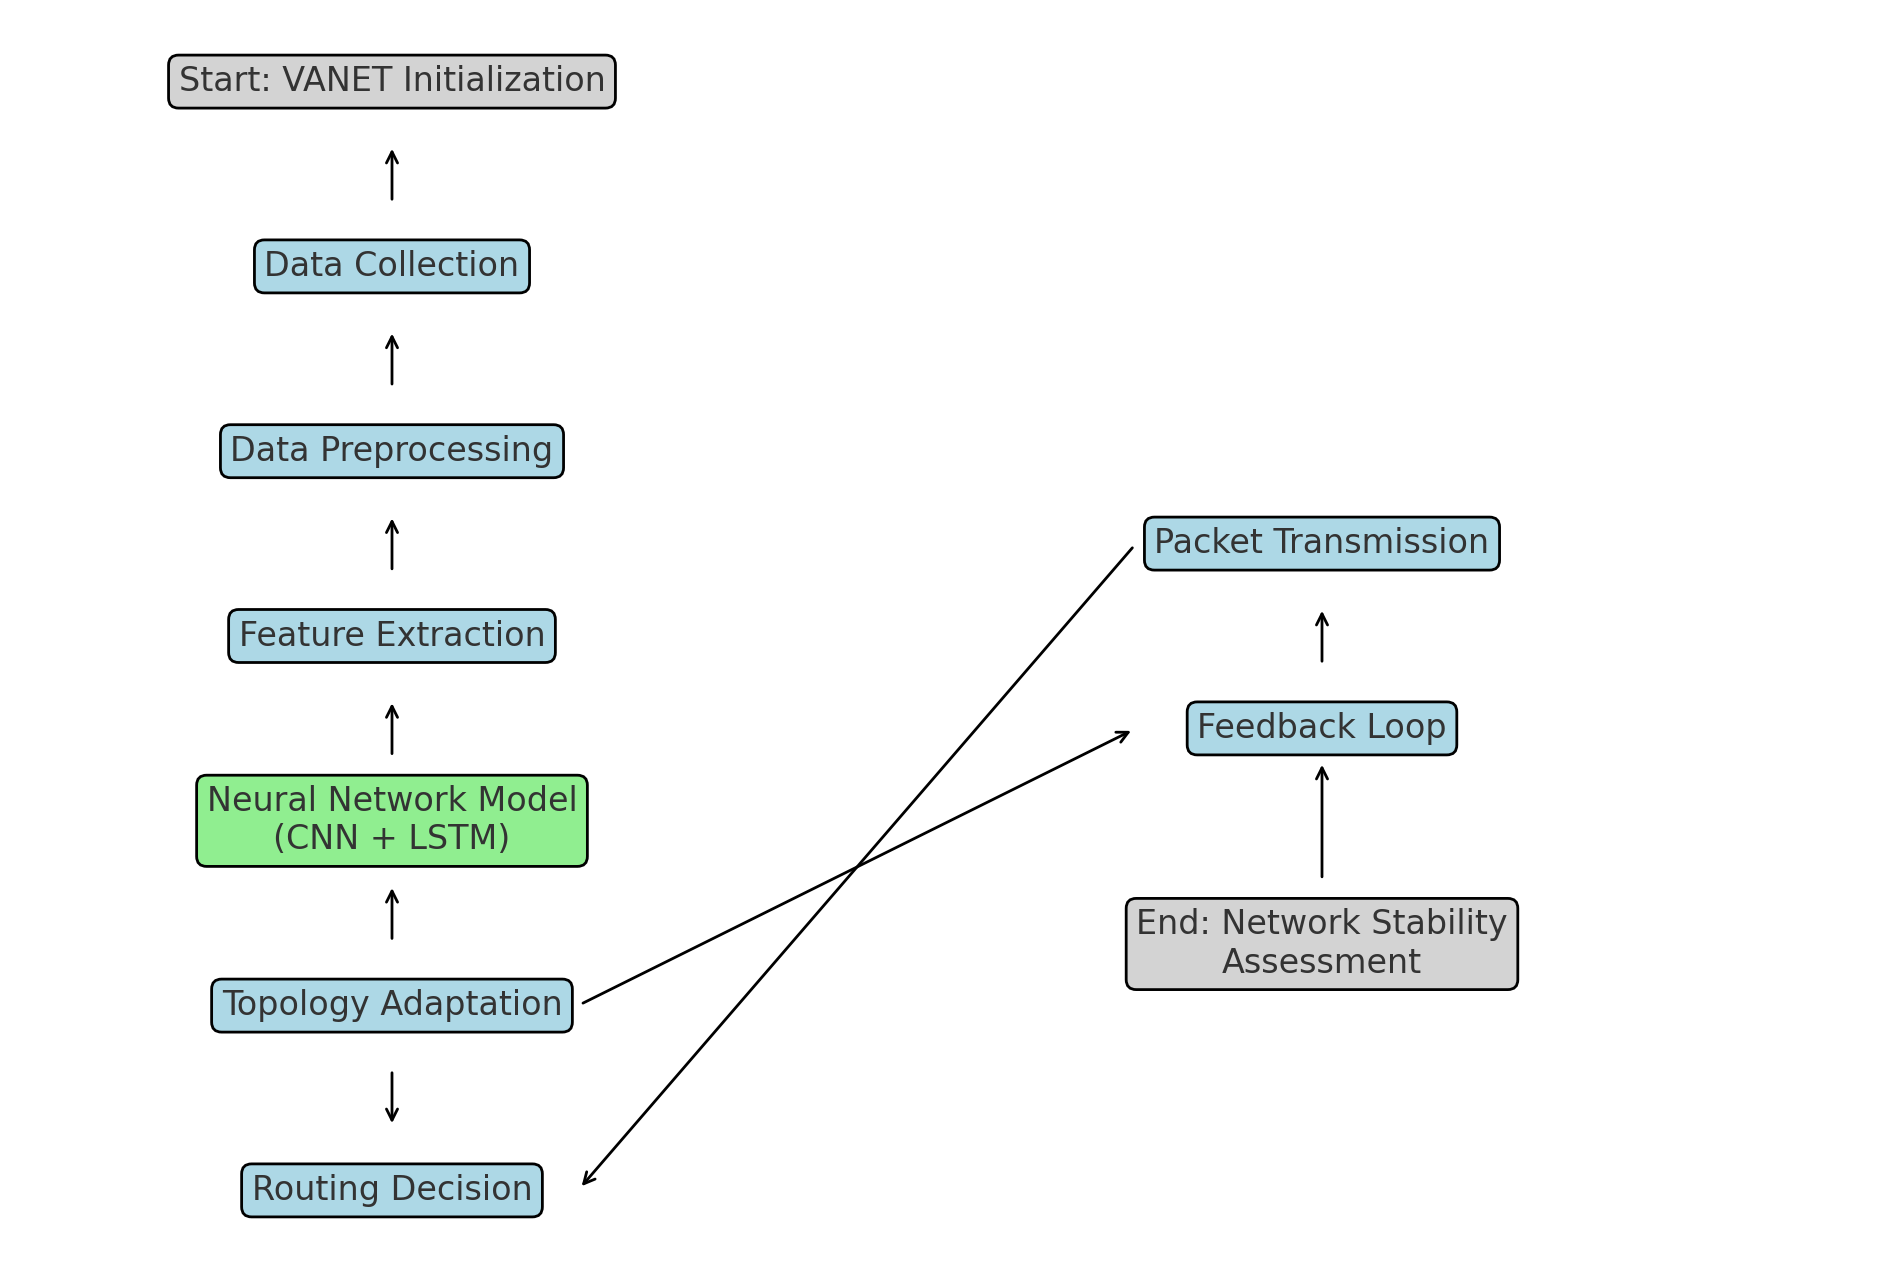 Start: VANET Initialization
Data Collection
Data Preprocessing
Feature Extraction
Neural Network Model
(CNN + LSTM)
Topology Adaptation
Routing Decision
Packet Transmission
Feedback Loop
End: Network Stability
Assessment